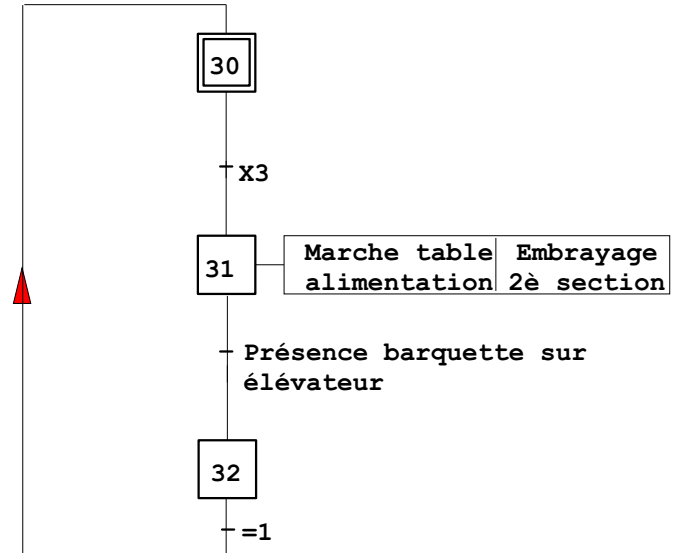 30
X3
31
Marche table
alimentation
Embrayage
2è section
Présence barquette sur
élévateur
32
=1